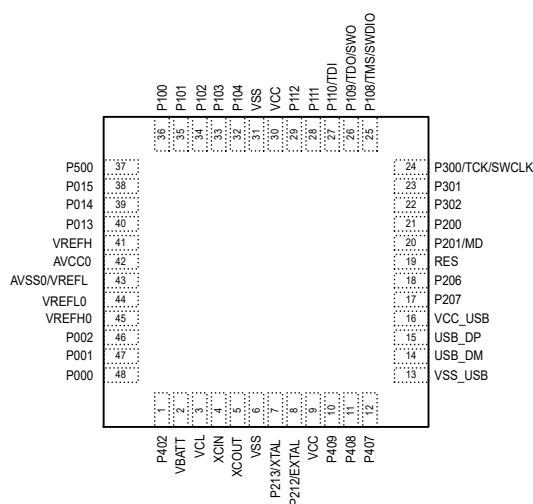 P100
P101
P102
P103
P104
VSS
VCC
P112
P111
P110/TDI
P109/TDO/SWO
P108/TMS/SWDIO
36
35
34
33
32
31
30
29
28
27
26
25
P500 37
P015 38
P014 39
P013 40
VREFH 41
AVCC0 42
AVSS0/VREFL 43
VREFL0 44
VREFH0 45
P002 46
P001 47
P000 48
24 P300/TCK/SWCLK
23 P301
22 P302
21 P200
20 P201/MD
19 RES
18 P206
17 P207
16 VCC_USB
15 USB_DP
14 USB_DM
13 VSS_USB
1
2
3
4
5
6
7
8
9
10
11
12
P402
VBATT
VCL
XCIN
XCOUT
VSS
P213/XTAL
P212/EXTAL
VCC
P409
P408
P407